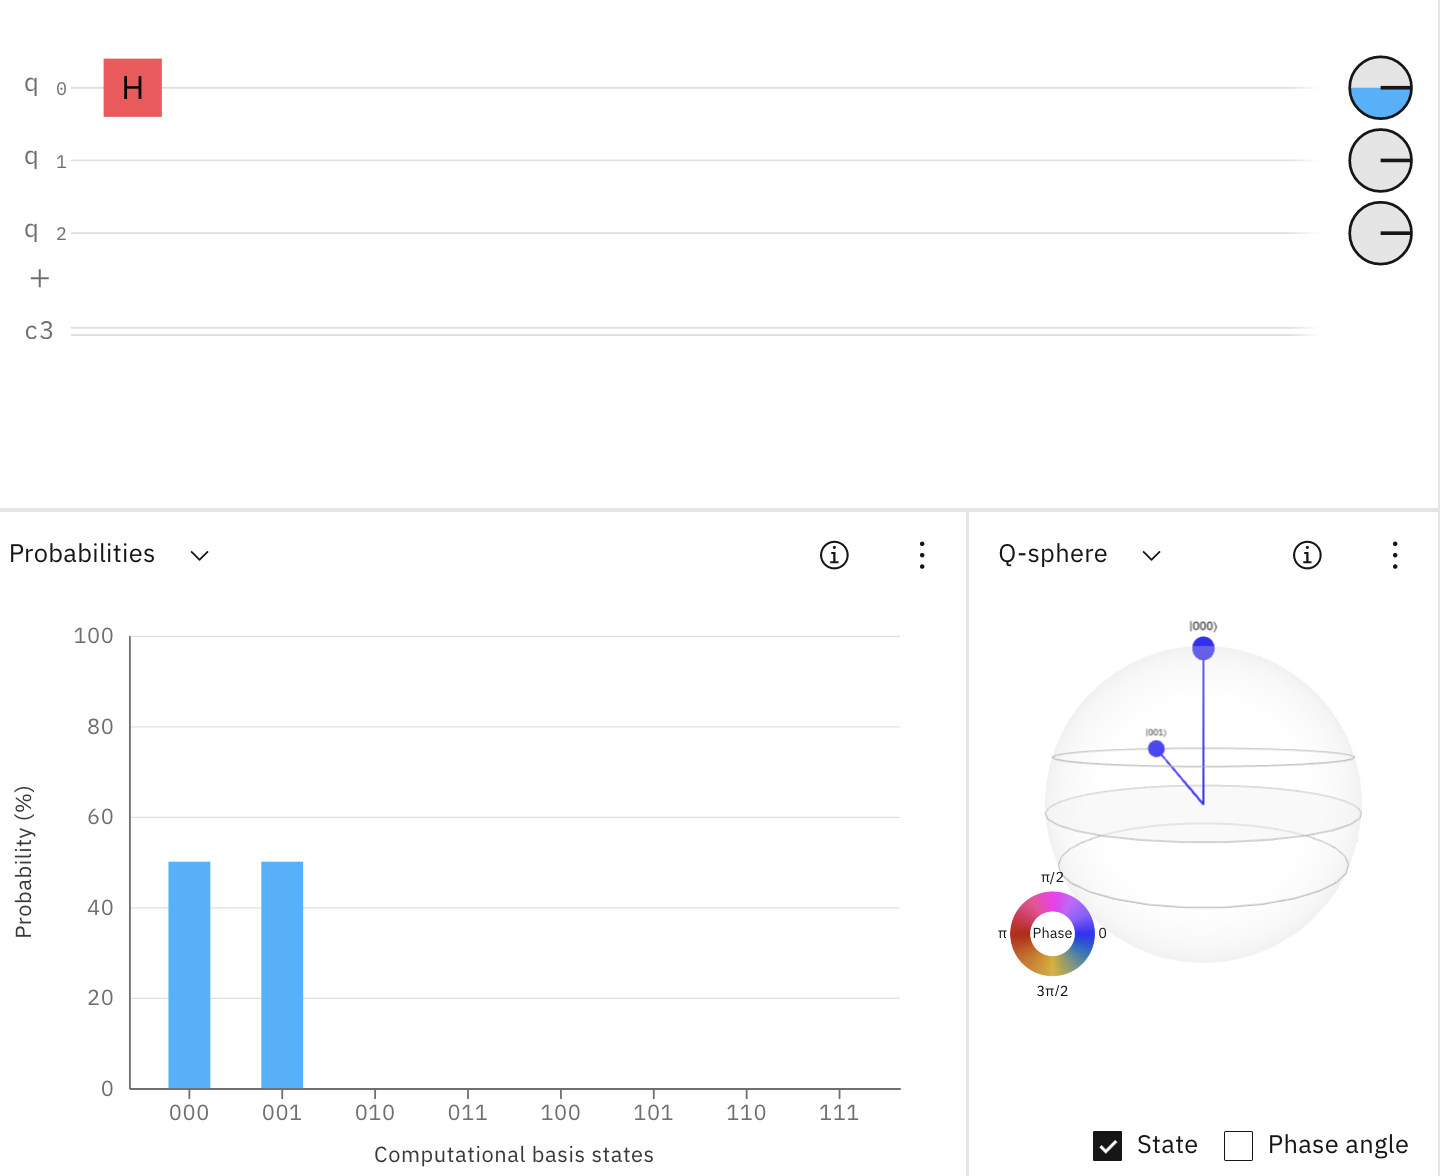 q 0 H
q 1
q 2
+
c3
Probabilities
Q-sphere
100
80
60
40
20
0
Probability (%)
000 001 010 011 100 101 110 111
Computational basis states
|000⟩
|001⟩
π/2
π Phase 0
3π/2
State Phase angle